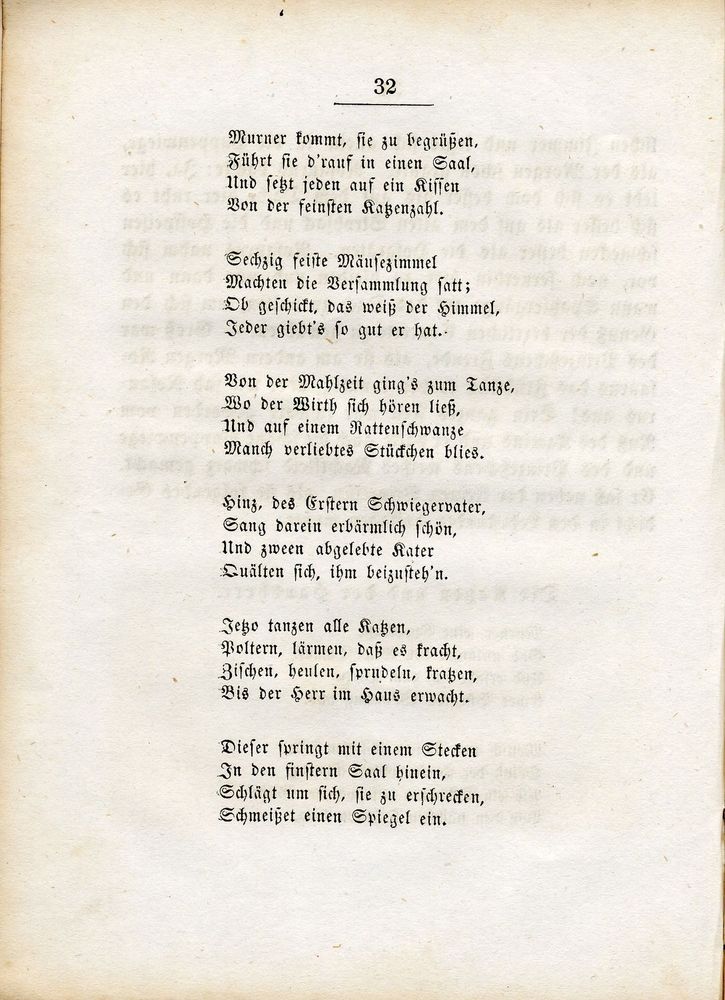 32
Murner kommt, sie zu begrüßen,
Führt sie d'rauf in einen Saal,
Und setzt jeden auf ein Kissen
Von der feinsten Katzenzahl.
Sechzig feiste Mäusezimmel
Machten die Versammlung satt;
Ob geschickt, das weiß der Himmel,
Jeder giebt's so gut er hat.
Von der Mahlzeit ging's zum Tanze,
Wo der Wirth sich hören ließ,
Und auf einem Rattenschwanze
Manch verliebtes Stückchen blies.
Hinz, des Erstern Schwiegervater,
Sang darein erbärmlich schön,
Und zween abgelebte Kater
Quälten sich, ihm beizusteh'n.
Jetzo tanzen alle Katzen,
Poltern, lärmen, daß es kracht,
Zischen, heulen, sprudeln, kratzen,
Bis der Herr im Haus erwacht.
Dieser springt mit einem Stecken
In den finstern Saal hinein,
Schlägt um sich, sie zu erschrecken,
Schmeißet einen Spiegel ein.